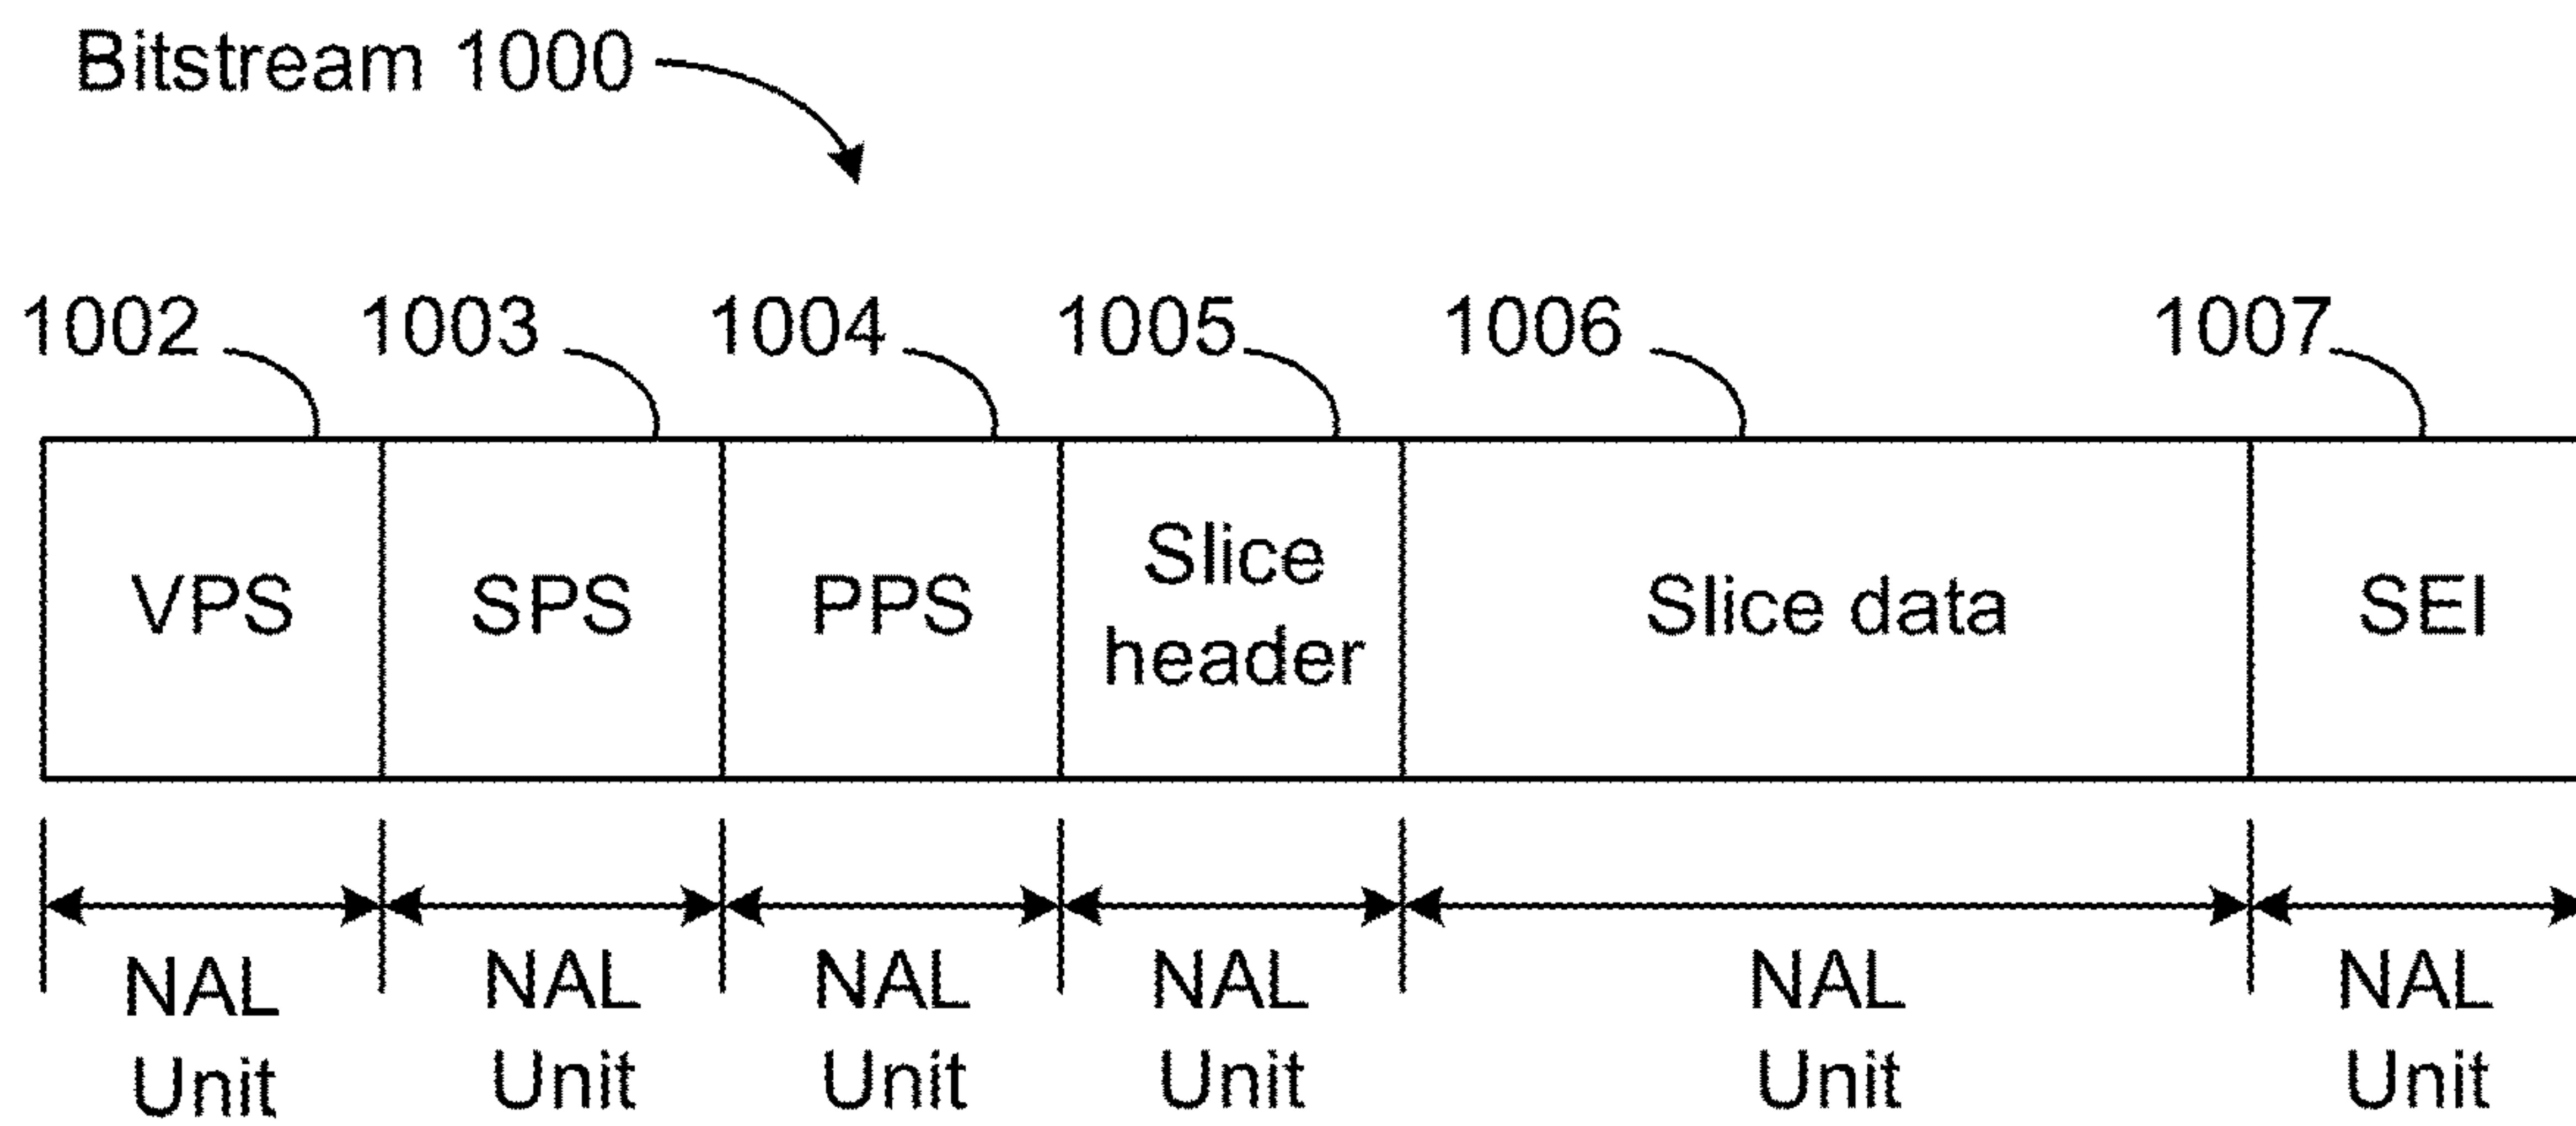 Bitstream 1000
1002 1003 1004 1005 1006 1007
VPS SPS PPS Slice header Slice data SEI
NAL Unit NAL Unit NAL Unit NAL Unit NAL Unit NAL Unit